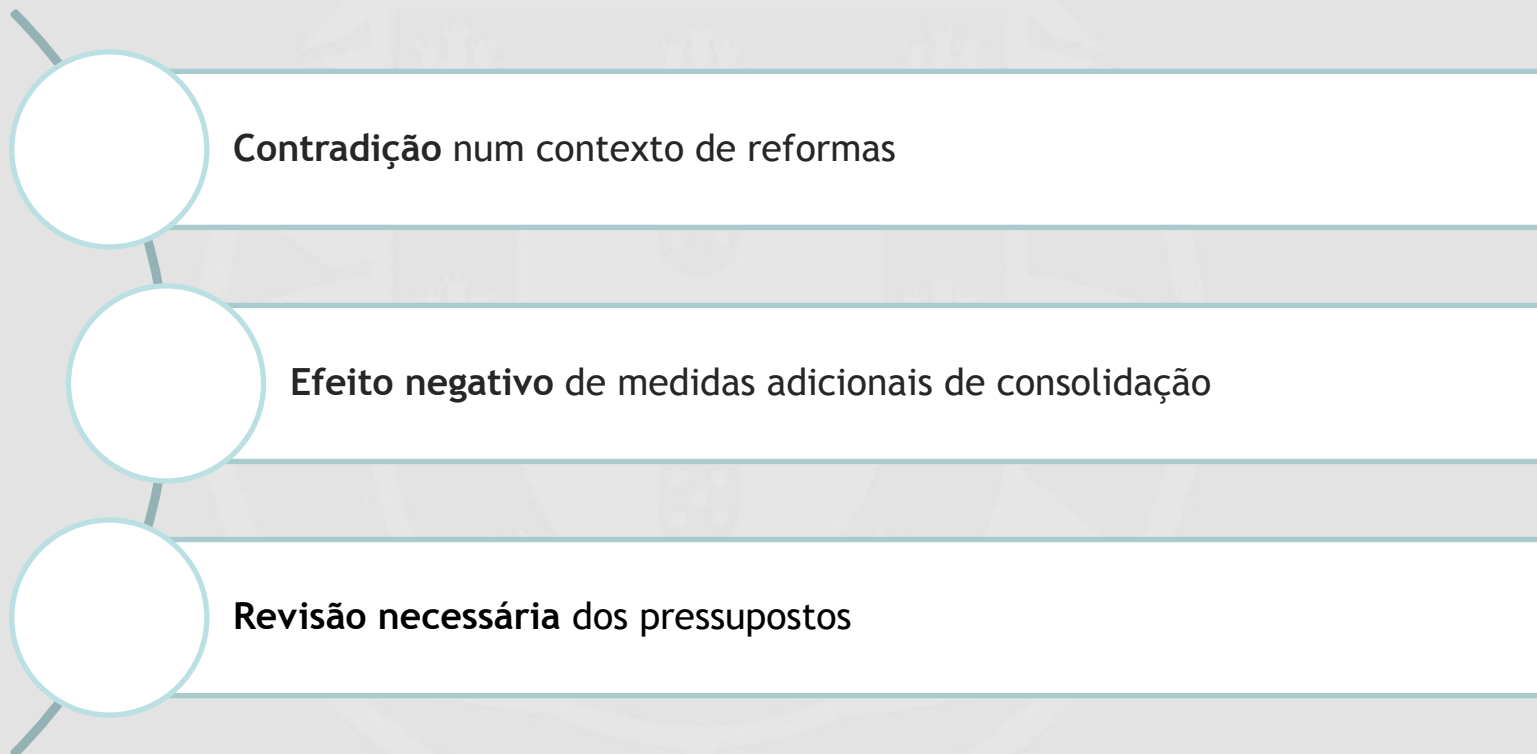 Contradição num contexto de reformas
Efeito negativo de medidas adicionais de consolidação
Revisão necessária dos pressupostos